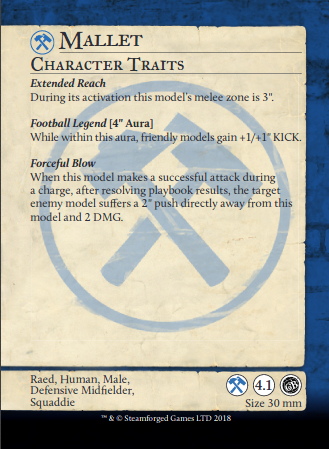 MALLET
CHARACTER TRAITS
Extended Reach
During its activation this model's melee zone is 3".
Football Legend [4" Aura]
While within this aura, friendly models gain +1/+1" KICK.
Forceful Blow
When this model makes a successful attack during
a charge, after resolving playbook results, the target
enemy model suffers a 2" push directly away from this
model and 2 DMG.
Raed, Human, Male,
Defensive Midfielder,
Squaddie
4.1
Size 30 mm
™ & © Steamforged Games LTD 2018